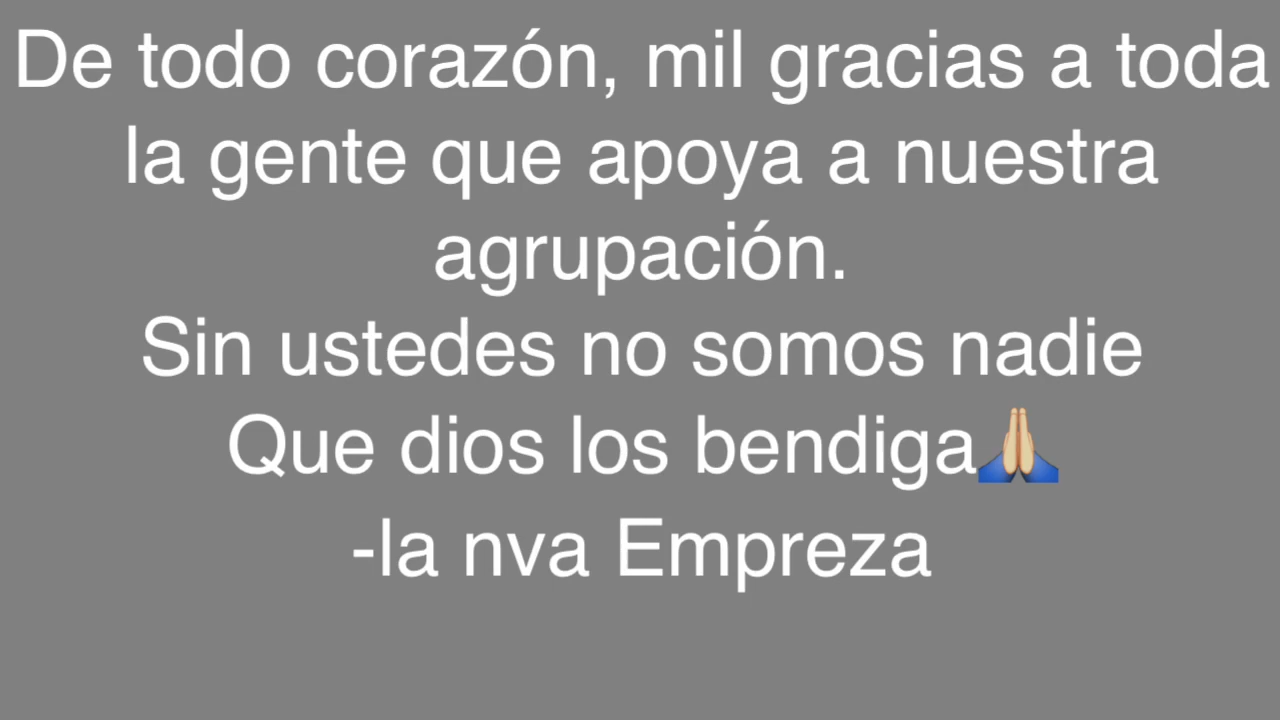 De todo corazón, mil gracias a toda
la gente que apoya a nuestra
agrupación.
Sin ustedes no somos nadie
Que dios los bendiga🙏🏼
-la nva Empreza